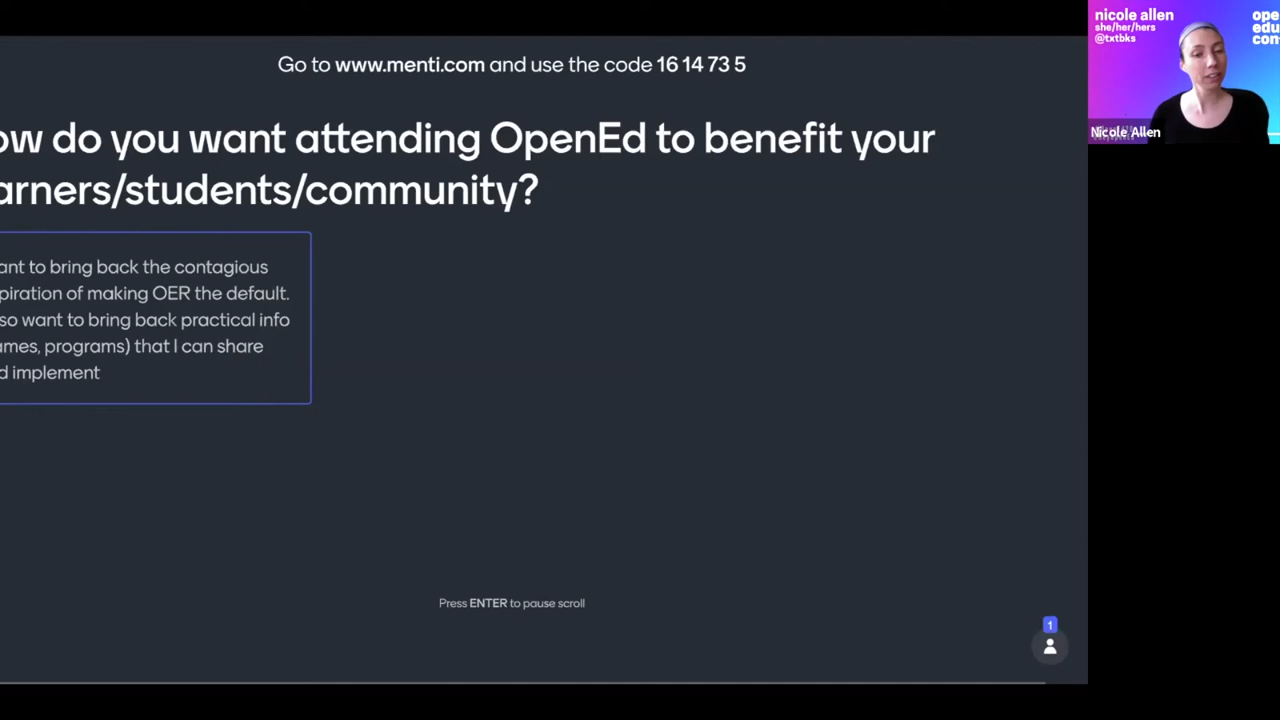 Go to www.menti.com and use the code 16 14 73 5
ow do you want attending OpenEd to benefit your
arners/students/community?
ant to bring back the contagious
piration of making OER the default.
so want to bring back practical info
ames, programs) that I can share
d implement
Press ENTER to pause scroll
1
nicole allen
she/her/hers
@txtbks
ope
edu
con
Nicole Allen